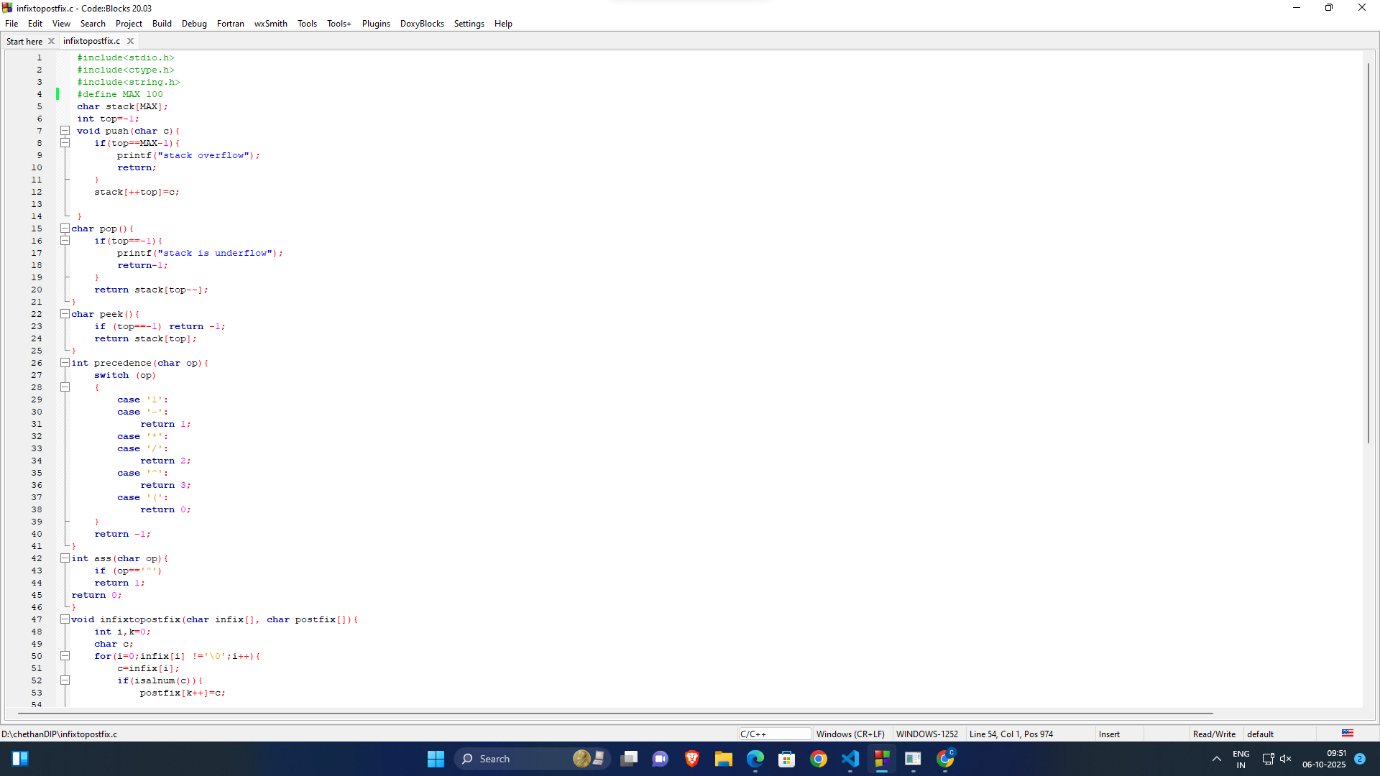 infixtopostfix.c - Code::Blocks 20.03
File Edit View Search Project Build Debug Fortran wxSmith Tools Tools+ Plugins DoxyBlocks Settings Help
Start here infixtopostfix.c
1 #include<stdio.h>
2 #include<ctype.h>
3 #include<string.h>
4 #define MAX 100
5 char stack[MAX];
6 int top=-1;
7 void push(char c){
8 if(top==MAX-1){
9 printf("stack overflow");
10 return;
11 }
12 stack[++top]=c;
13
14 }
15 char pop(){
16 if(top==-1){
17 printf("stack is underflow");
18 return-1;
19 }
20 return stack[top--];
21 }
22 char peek(){
23 if (top==-1) return -1;
24 return stack[top];
25 }
26 int precedence(char op){
27 switch (op)
28 {
29 case '1':
30 case '-':
31 return 1;
32 case '*':
33 case '/':
34 return 2;
35 case '^':
36 return 3;
37 case '(':
38 return 0;
39 }
40 return -1;
41 }
42 int ass(char op){
43 if (op=='^')
44 return 1;
45 return 0;
46 }
47 void infixtopostfix(char infix[], char postfix[]){
48 int i,k=0;
49 char c;
50 for(i=0;infix[i] !='\0';i++){
51 c=infix[i];
52 if(isalnum(c)){
53 postfix[k++]=c;
54
D:\chethanDIP\infixtopostfix.c C/C++ Windows (CR+LF) WINDOWS-1252 Line 54, Col 1, Pos 974 Insert Read/Write default
Search ENG 09:51
IN 06-10-2025 2